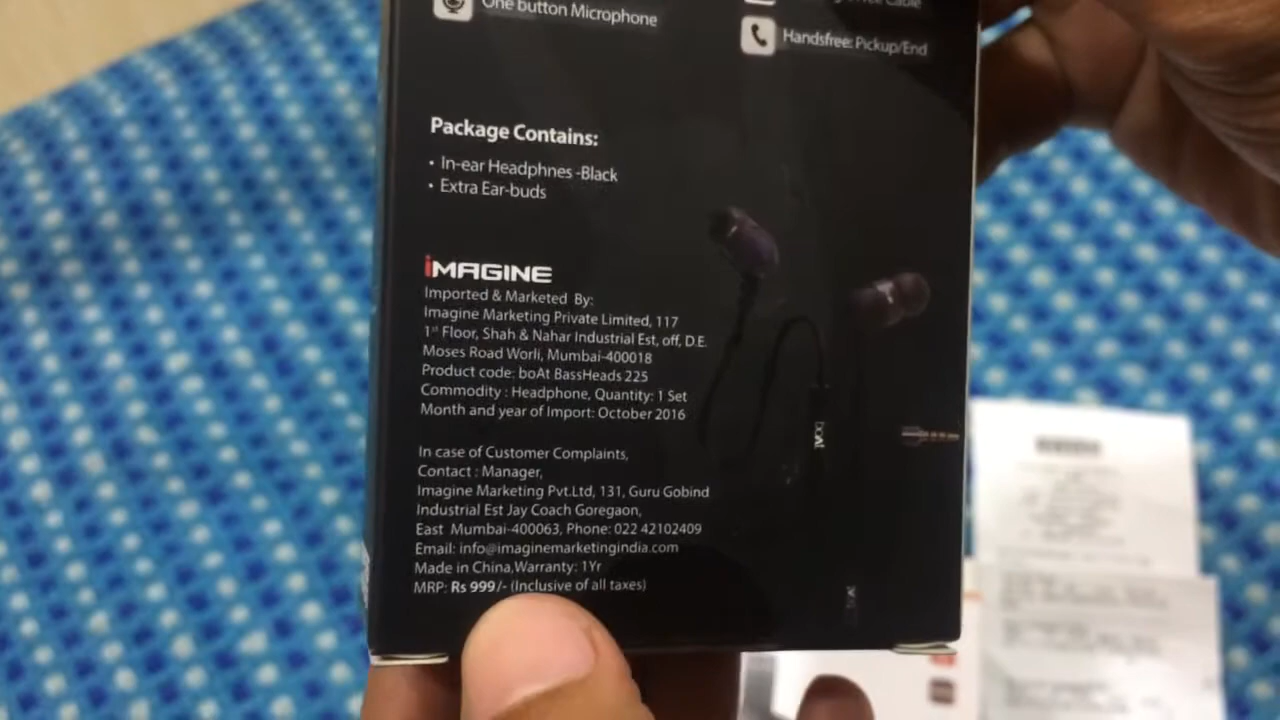 One button Microphone
Cable
Handsfree: Pickup/End
Package Contains:
• In-ear Headphnes -Black
• Extra Ear-buds
iMAGINE
Imported & Marketed By:
Imagine Marketing Private Limited, 117
1st Floor, Shah & Nahar Industrial Est, off, D.E.
Moses Road Worli, Mumbai-400018
Product code: boAt BassHeads 225
Commodity : Headphone, Quantity: 1 Set
Month and year of Import: October 2016
In case of Customer Complaints,
Contact : Manager,
Imagine Marketing Pvt.Ltd, 131, Guru Gobind
Industrial Est Jay Coach Goregaon,
East Mumbai-400063, Phone: 022 42102409
Email: info@imaginemarketingindia.com
Made in China,Warranty: 1Yr
MRP: Rs 999/- (Inclusive of all taxes)
boAt